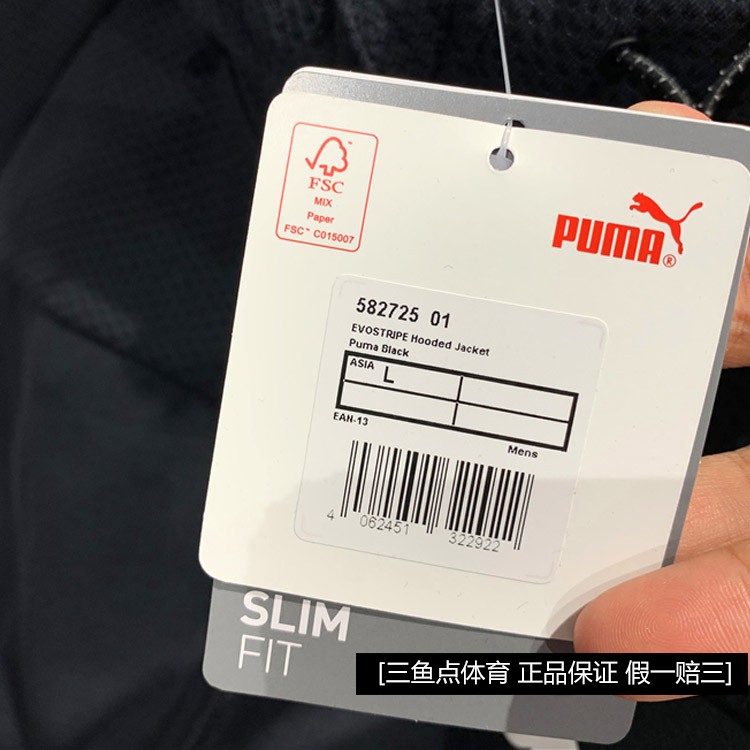 FSC™
MIX
Paper
FSC™ C015007
PUMA®
582725 01
EVOSTRIPE Hooded Jacket
Puma Black
ASIA L
EAN-13
Mens
4 062451 322922
SLIM
FIT
[三鱼点体育 正品保证 假一赔三]